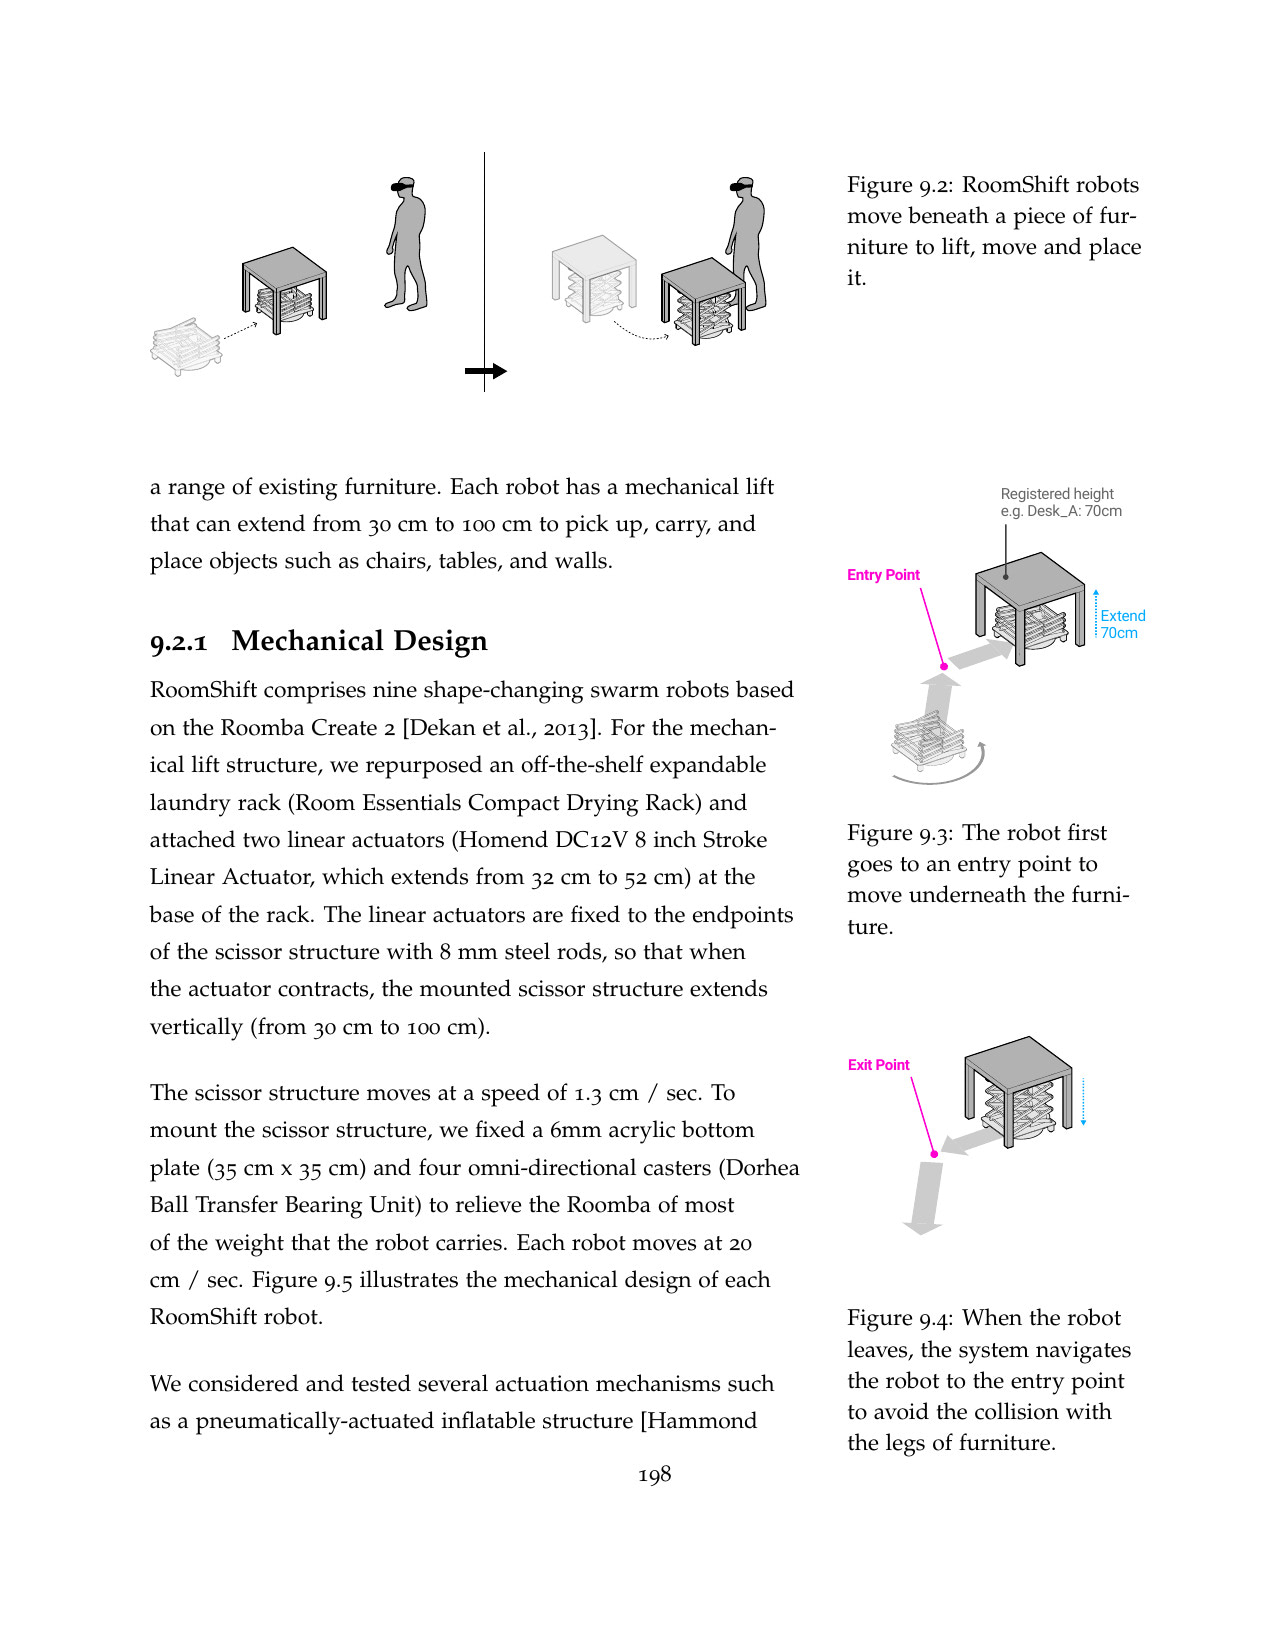 Figure 9.2: RoomShift robots
move beneath a piece of fur-
niture to lift, move and place
it.
a range of existing furniture. Each robot has a mechanical lift
that can extend from 30 cm to 100 cm to pick up, carry, and
place objects such as chairs, tables, and walls.
9.2.1 Mechanical Design
RoomShift comprises nine shape-changing swarm robots based
on the Roomba Create 2 [Dekan et al., 2013]. For the mechan-
ical lift structure, we repurposed an off-the-shelf expandable
laundry rack (Room Essentials Compact Drying Rack) and
attached two linear actuators (Homend DC12V 8 inch Stroke
Linear Actuator, which extends from 32 cm to 52 cm) at the
base of the rack. The linear actuators are fixed to the endpoints
of the scissor structure with 8 mm steel rods, so that when
the actuator contracts, the mounted scissor structure extends
vertically (from 30 cm to 100 cm).
The scissor structure moves at a speed of 1.3 cm / sec. To
mount the scissor structure, we fixed a 6mm acrylic bottom
plate (35 cm x 35 cm) and four omni-directional casters (Dorhea
Ball Transfer Bearing Unit) to relieve the Roomba of most
of the weight that the robot carries. Each robot moves at 20
cm / sec. Figure 9.5 illustrates the mechanical design of each
RoomShift robot.
We considered and tested several actuation mechanisms such
as a pneumatically-actuated inflatable structure [Hammond
Registered height
e.g. Desk_A: 70cm
Entry Point
Extend
70cm
Figure 9.3: The robot first
goes to an entry point to
move underneath the furni-
ture.
Exit Point
Figure 9.4: When the robot
leaves, the system navigates
the robot to the entry point
to avoid the collision with
the legs of furniture.
198